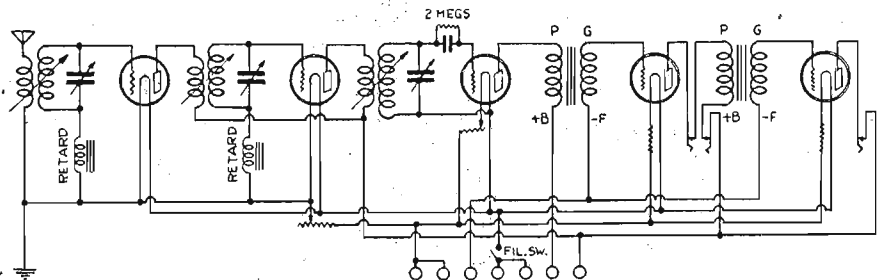 2 MEGS
P G
P G
RETARD
RETARD
+B -F
+B -F
FIL. SW.